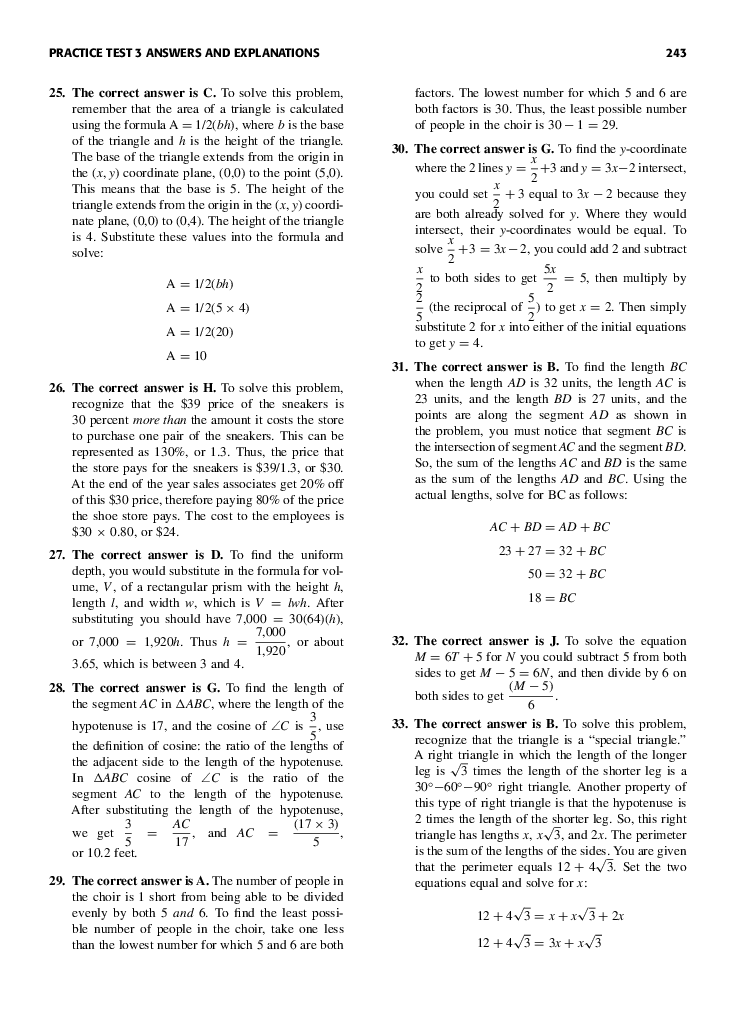 PRACTICE TEST 3 ANSWERS AND EXPLANATIONS 243
25. The correct answer is C. To solve this problem,
remember that the area of a triangle is calculated
using the formula A = 1/2(bh), where b is the base
of the triangle and h is the height of the triangle.
The base of the triangle extends from the origin in
the (x, y) coordinate plane, (0,0) to the point (5,0).
This means that the base is 5. The height of the
triangle extends from the origin in the (x, y) coordi-
nate plane, (0,0) to (0,4). The height of the triangle
is 4. Substitute these values into the formula and
solve:
A = 1/2(bh)
A = 1/2(5 × 4)
A = 1/2(20)
A = 10
26. The correct answer is H. To solve this problem,
recognize that the $39 price of the sneakers is
30 percent more than the amount it costs the store
to purchase one pair of the sneakers. This can be
represented as 130%, or 1.3. Thus, the price that
the store pays for the sneakers is $39/1.3, or $30.
At the end of the year sales associates get 20% off
of this $30 price, therefore paying 80% of the price
the shoe store pays. The cost to the employees is
$30 × 0.80, or $24.
27. The correct answer is D. To find the uniform
depth, you would substitute in the formula for vol-
ume, V, of a rectangular prism with the height h,
length l, and width w, which is V = lwh. After
substituting you should have 7,000 = 30(64)(h),
or 7,000 = 1,920h. Thus h = 7,000/1,920, or about
3.65, which is between 3 and 4.
28. The correct answer is G. To find the length of
the segment AC in ΔABC, where the length of the
hypotenuse is 17, and the cosine of ∠C is 3/5, use
the definition of cosine: the ratio of the lengths of
the adjacent side to the length of the hypotenuse.
In ΔABC cosine of ∠C is the ratio of the
segment AC to the length of the hypotenuse.
After substituting the length of the hypotenuse,
we get 3/5 = AC/17, and AC = (17 × 3)/5,
or 10.2 feet.
29. The correct answer is A. The number of people in
the choir is 1 short from being able to be divided
evenly by both 5 and 6. To find the least possi-
ble number of people in the choir, take one less
than the lowest number for which 5 and 6 are both
factors. The lowest number for which 5 and 6 are
both factors is 30. Thus, the least possible number
of people in the choir is 30 − 1 = 29.
30. The correct answer is G. To find the y-coordinate
where the 2 lines y = x/2+3 and y = 3x−2 intersect,
you could set x/2 + 3 equal to 3x − 2 because they
are both already solved for y. Where they would
intersect, their y-coordinates would be equal. To
solve x/2+3 = 3x−2, you could add 2 and subtract
x/2 to both sides to get 5x/2 = 5, then multiply by
2/5 (the reciprocal of 5/2) to get x = 2. Then simply
substitute 2 for x into either of the initial equations
to get y = 4.
31. The correct answer is B. To find the length BC
when the length AD is 32 units, the length AC is
23 units, and the length BD is 27 units, and the
points are along the segment AD as shown in
the problem, you must notice that segment BC is
the intersection of segment AC and the segment BD.
So, the sum of the lengths AC and BD is the same
as the sum of the lengths AD and BC. Using the
actual lengths, solve for BC as follows:
AC + BD = AD + BC
23 + 27 = 32 + BC
50 = 32 + BC
18 = BC
32. The correct answer is J. To solve the equation
M = 6T + 5 for N you could subtract 5 from both
sides to get M − 5 = 6N, and then divide by 6 on
both sides to get (M − 5)/6.
33. The correct answer is B. To solve this problem,
recognize that the triangle is a “special triangle.”
A right triangle in which the length of the longer
leg is √3 times the length of the shorter leg is a
30°−60°−90° right triangle. Another property of
this type of right triangle is that the hypotenuse is
2 times the length of the shorter leg. So, this right
triangle has lengths x, x√3, and 2x. The perimeter
is the sum of the lengths of the sides. You are given
that the perimeter equals 12 + 4√3. Set the two
equations equal and solve for x:
12 + 4√3 = x + x√3 + 2x
12 + 4√3 = 3x + x√3